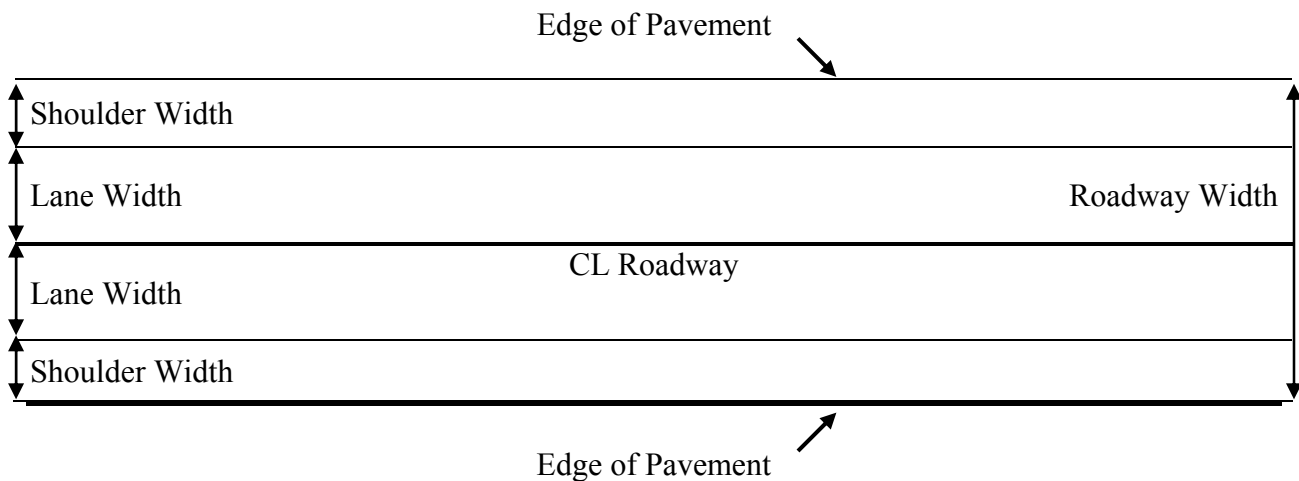 Edge of Pavement
Shoulder Width
Lane Width
Roadway Width
CL Roadway
Lane Width
Shoulder Width
Edge of Pavement